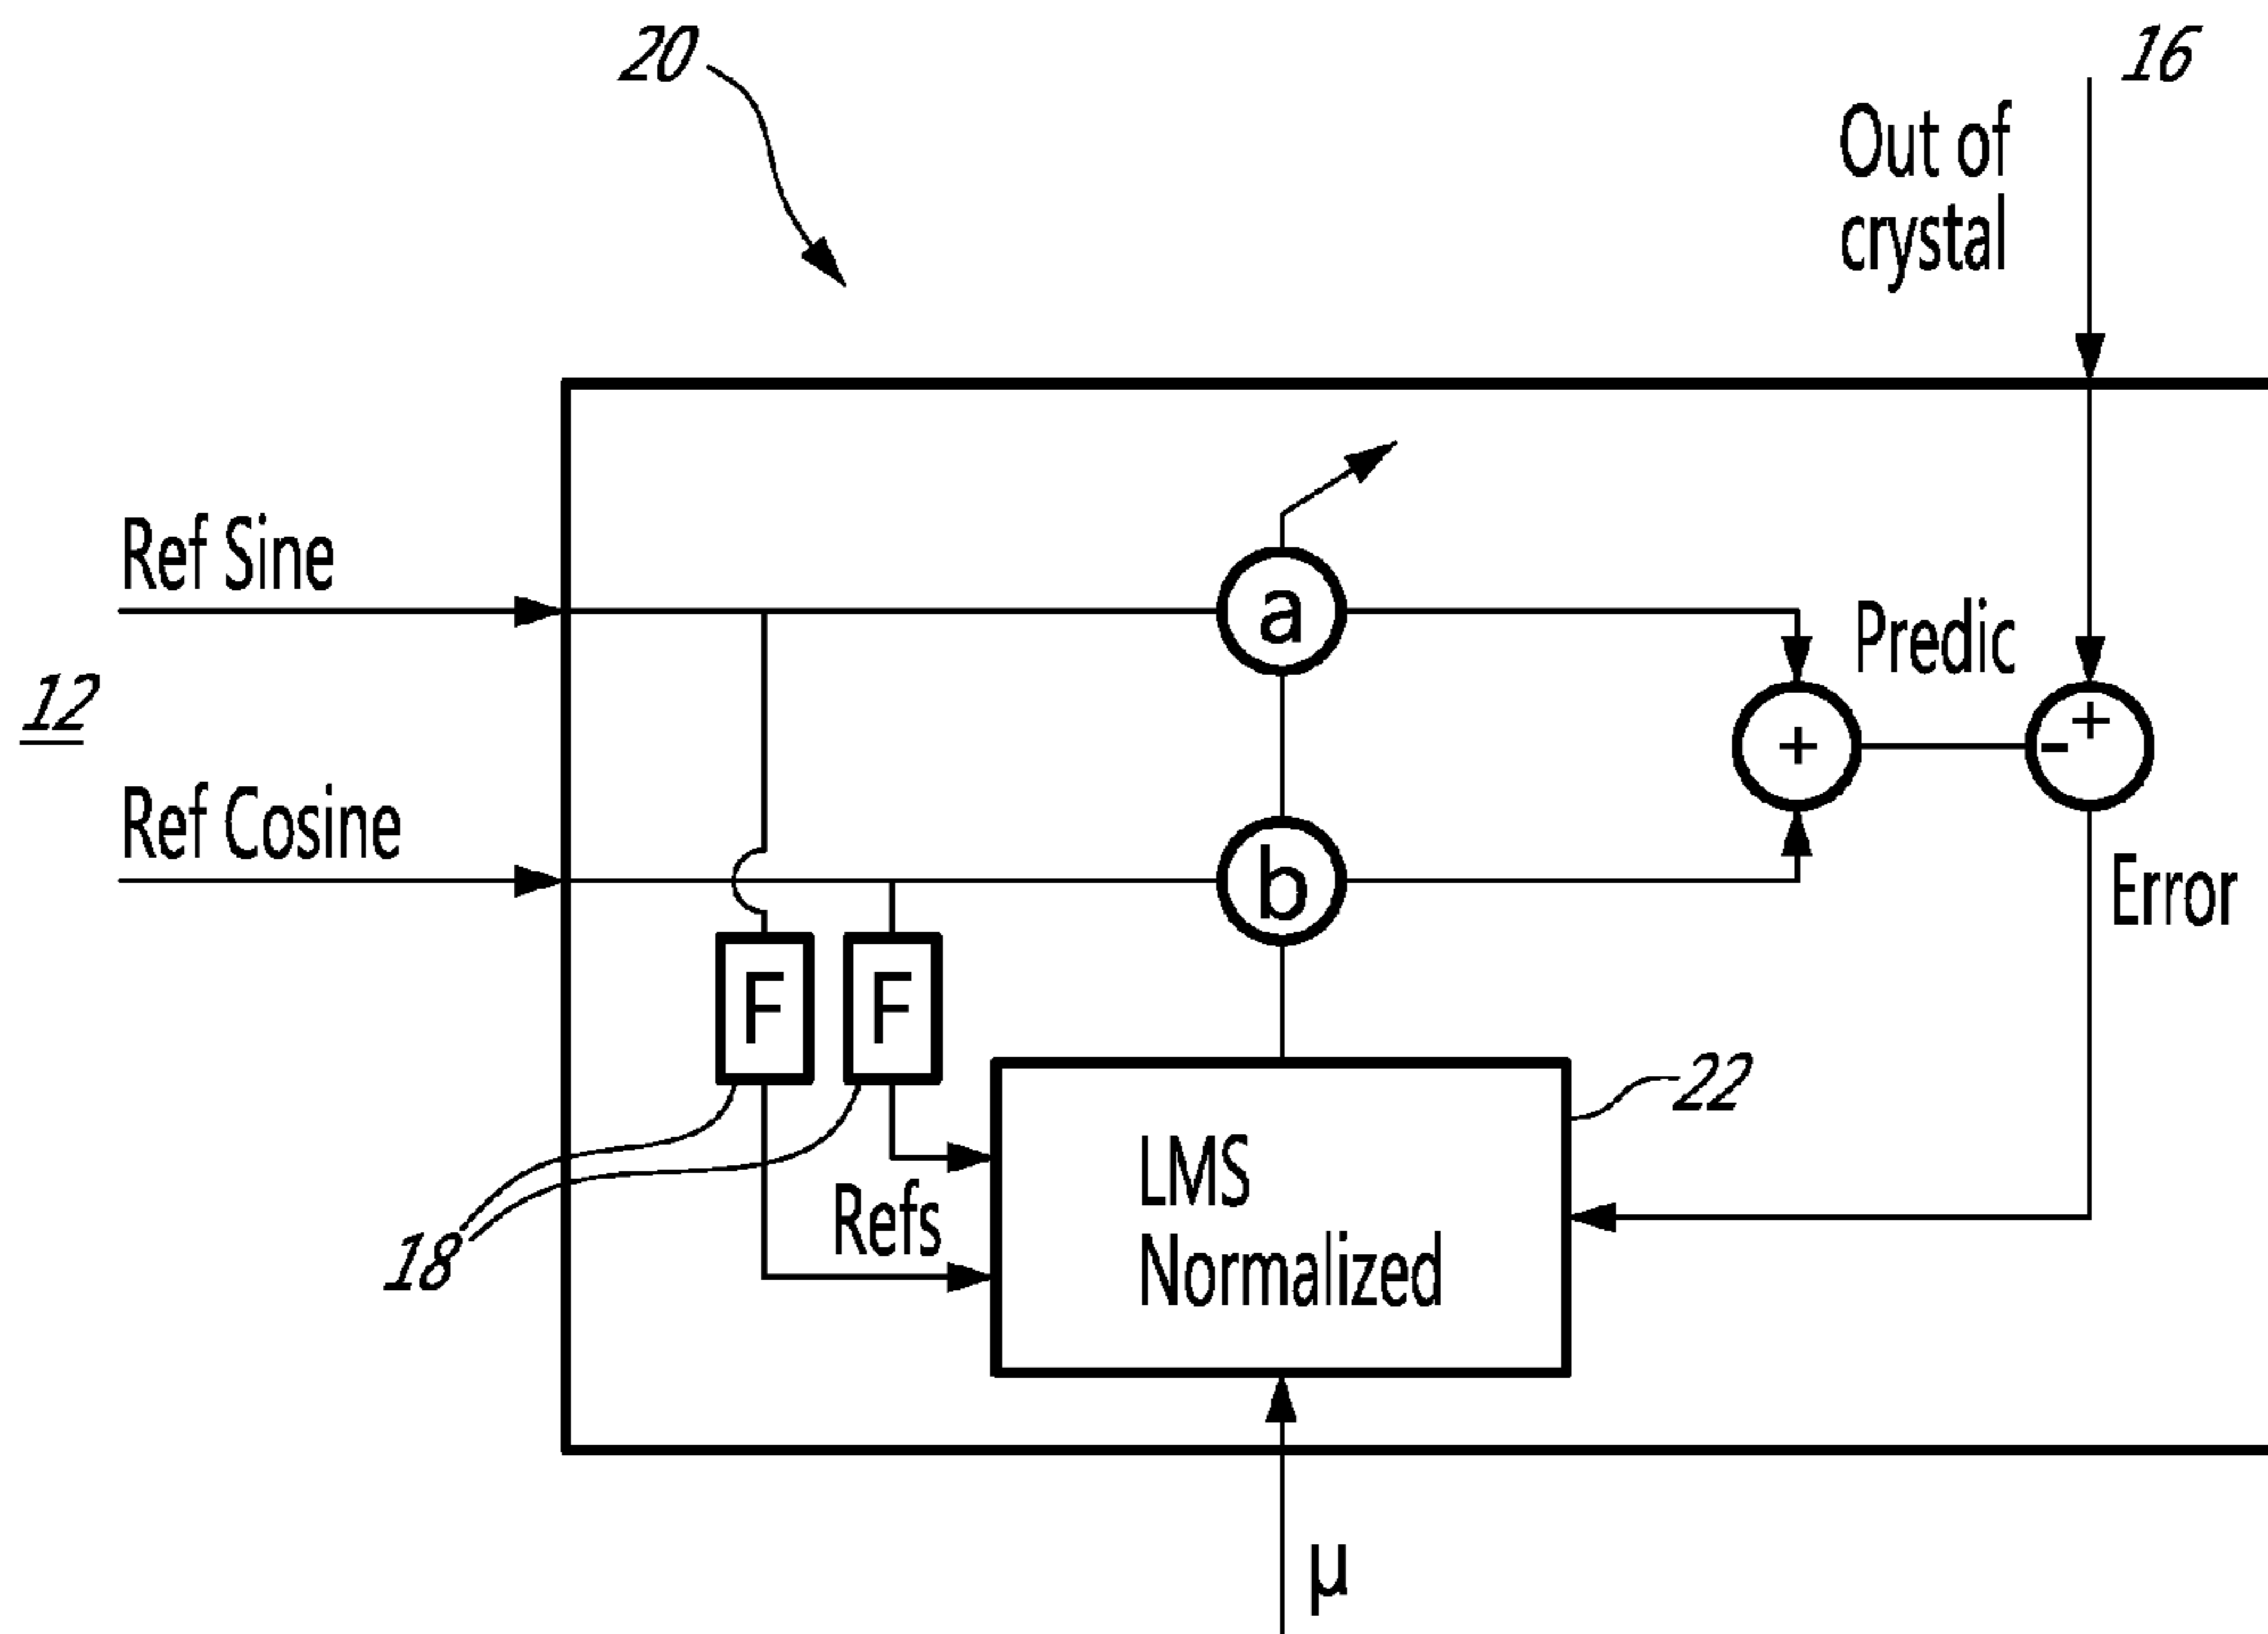 20
16
Out of
crystal
Ref Sine
a
Predic
12
+
- +
Ref Cosine
b
Error
F F
22
LMS
Refs
18
Normalized
µ